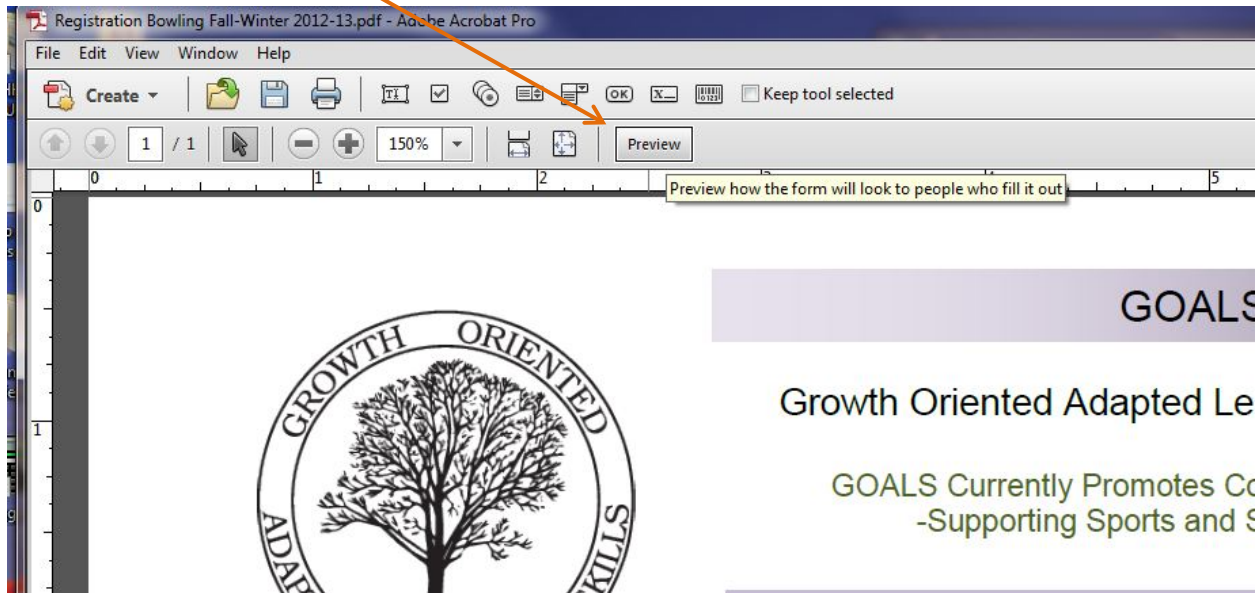 Registration Bowling Fall-Winter 2012-13.pdf - Adobe Acrobat Pro
File Edit View Window Help
Create OK Keep tool selected
1 / 1 150% Preview
0 1 2 5
Preview how the form will look to people who fill it out
0
GOALS
GROWTH ORIENTED
Growth Oriented Adapted Le
1
GOALS Currently Promotes Co
-Supporting Sports and S
ADAP
KILLS